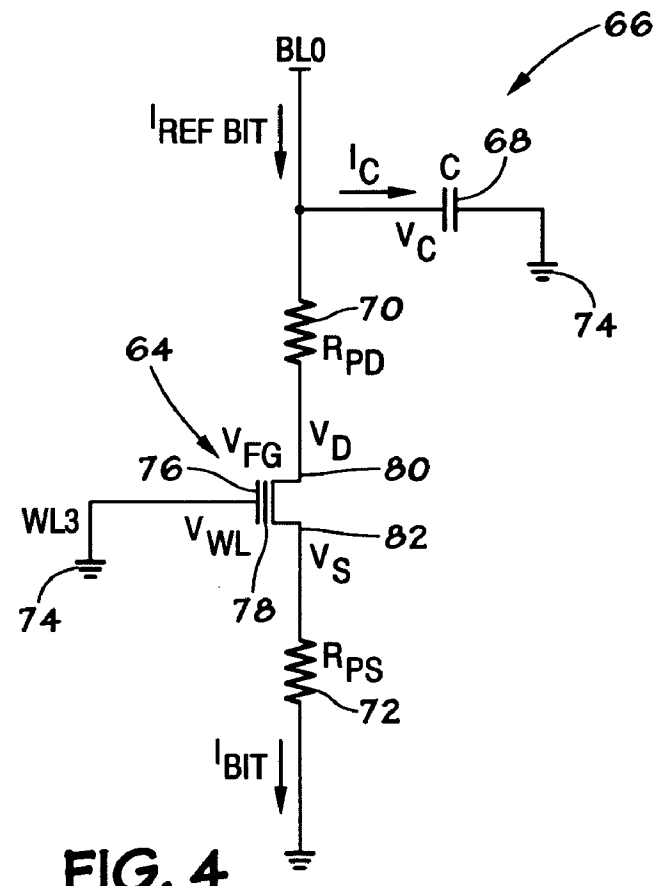 66
BL0
I_REF BIT
I_C
C
68
V_C
74
70
R_PD
64
V_FG
V_D
76
80
WL3
V_WL
82
V_S
74
78
R_PS
72
I_BIT
FIG. 4